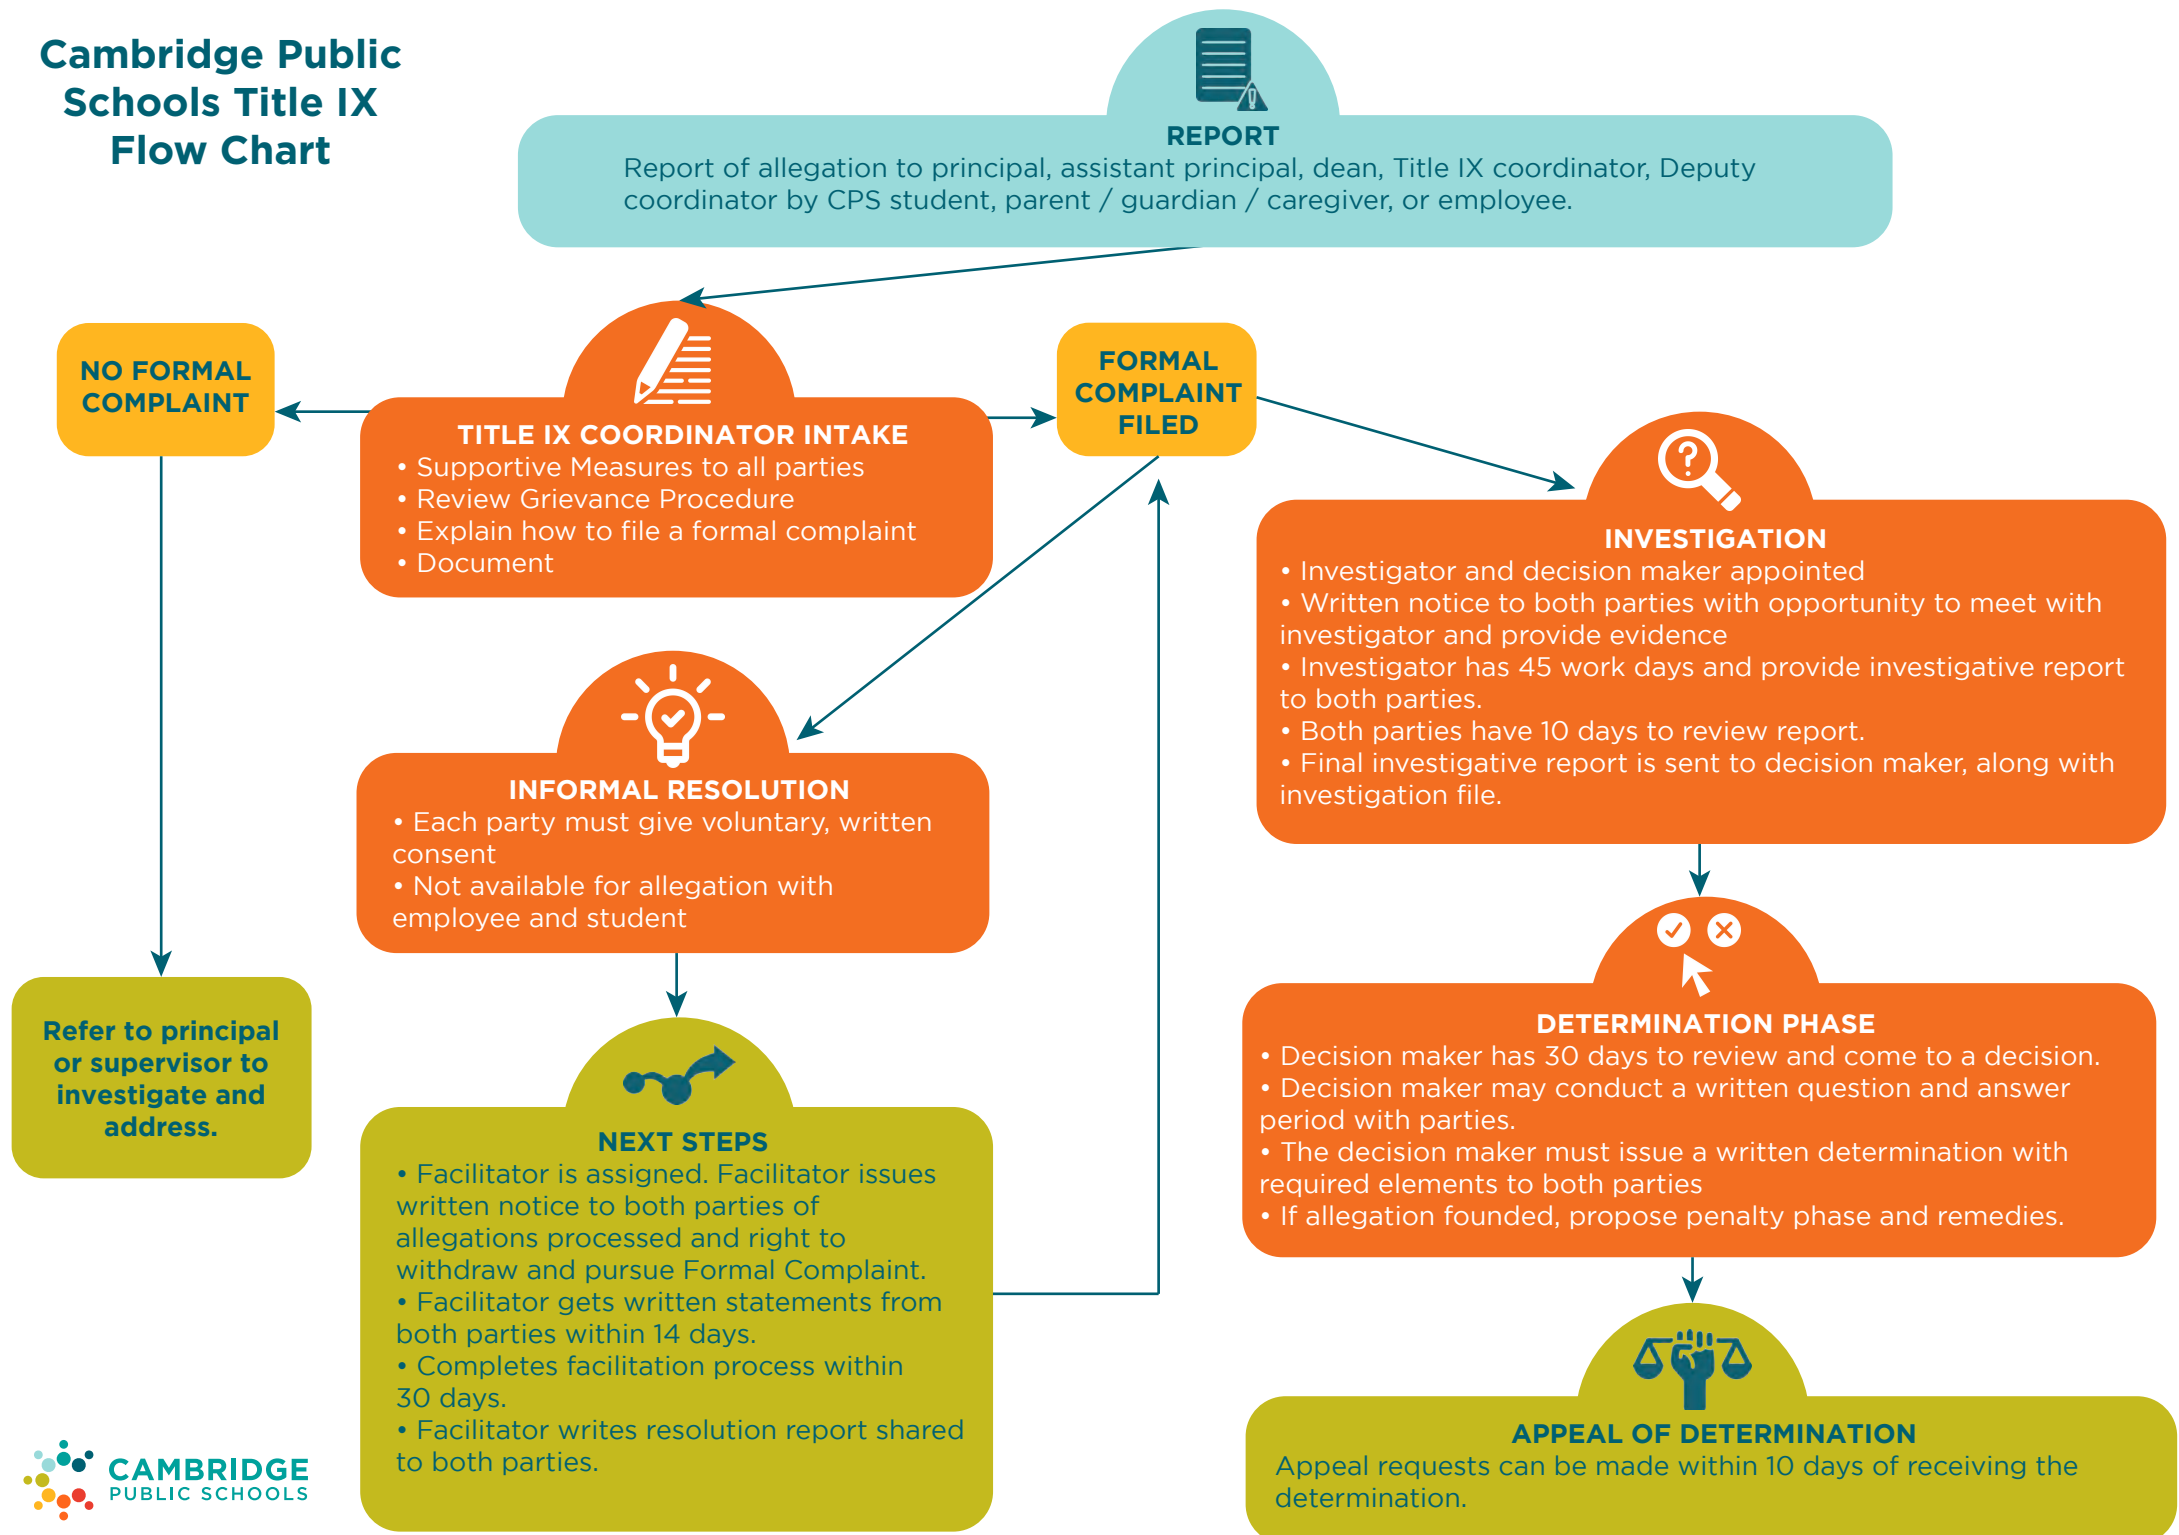 Cambridge Public
Schools Title IX
Flow Chart
REPORT
Report of allegation to principal, assistant principal, dean, Title IX coordinator, Deputy
coordinator by CPS student, parent / guardian / caregiver, or employee.
NO FORMAL
COMPLAINT
TITLE IX COORDINATOR INTAKE
• Supportive Measures to all parties
• Review Grievance Procedure
• Explain how to file a formal complaint
• Document
FORMAL
COMPLAINT
FILED
INVESTIGATION
• Investigator and decision maker appointed
• Written notice to both parties with opportunity to meet with
investigator and provide evidence
• Investigator has 45 work days and provide investigative report
to both parties.
• Both parties have 10 days to review report.
• Final investigative report is sent to decision maker, along with
investigation file.
INFORMAL RESOLUTION
• Each party must give voluntary, written
consent
• Not available for allegation with
employee and student
Refer to principal
or supervisor to
investigate and
address.
NEXT STEPS
• Facilitator is assigned. Facilitator issues
written notice to both parties of
allegations processed and right to
withdraw and pursue Formal Complaint.
• Facilitator gets written statements from
both parties within 14 days.
• Completes facilitation process within
30 days.
• Facilitator writes resolution report shared
to both parties.
DETERMINATION PHASE
• Decision maker has 30 days to review and come to a decision.
• Decision maker may conduct a written question and answer
period with parties.
• The decision maker must issue a written determination with
required elements to both parties
• If allegation founded, propose penalty phase and remedies.
APPEAL OF DETERMINATION
Appeal requests can be made within 10 days of receiving the
determination.
CAMBRIDGE
PUBLIC SCHOOLS